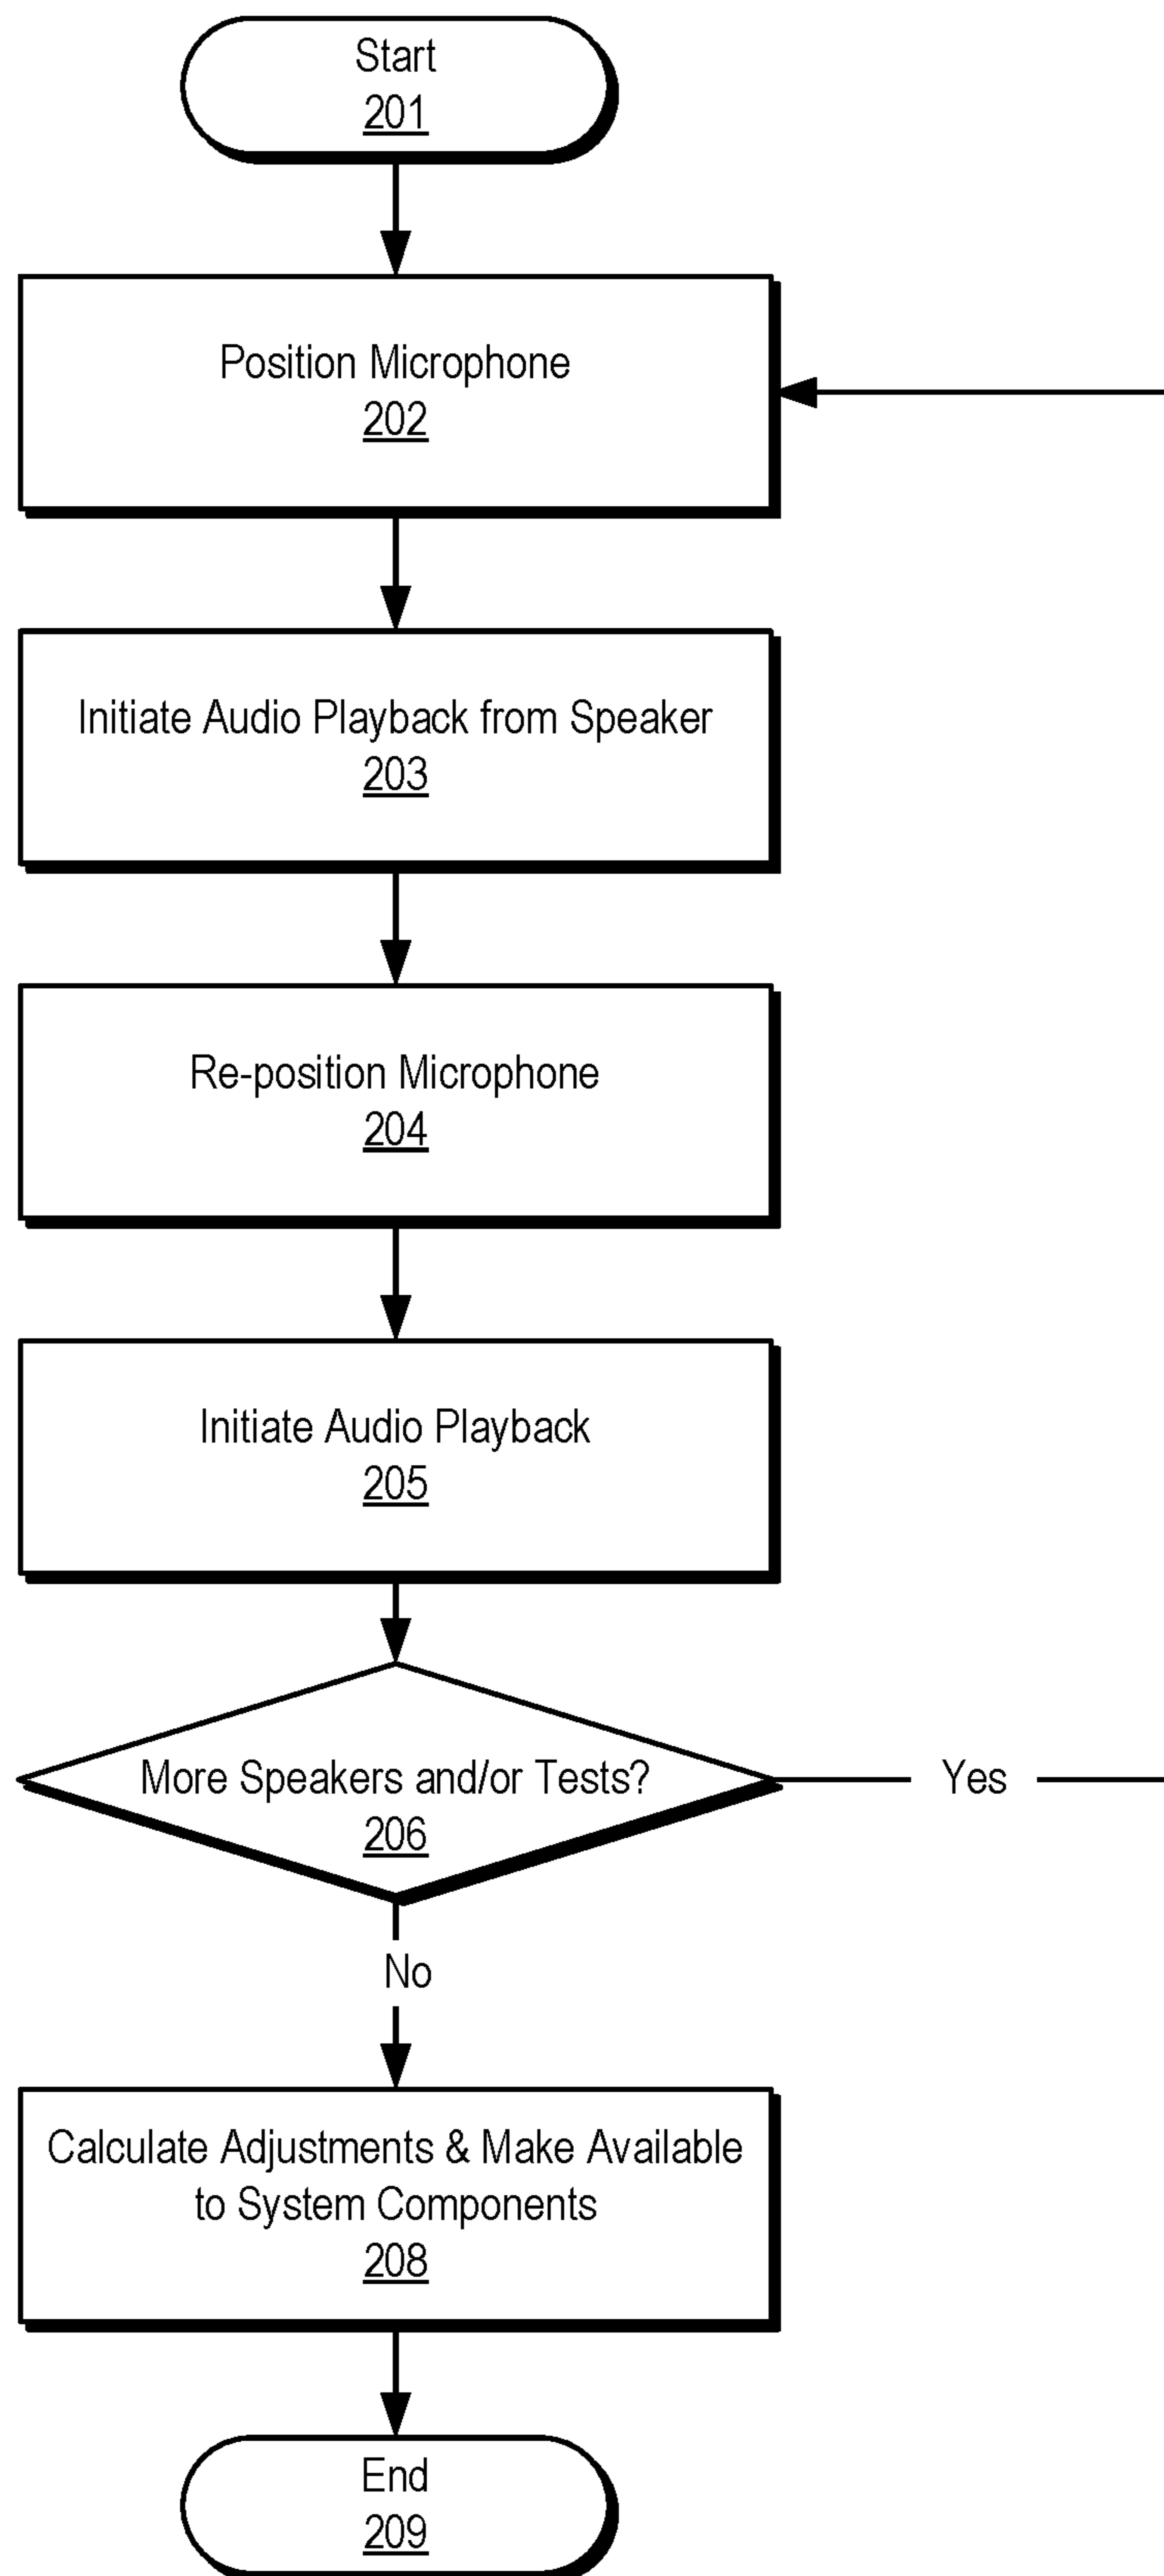 Start
201
Position Microphone
202
Initiate Audio Playback from Speaker
203
Re-position Microphone
204
Initiate Audio Playback
205
More Speakers and/or Tests?
206
Yes
No
Calculate Adjustments & Make Available
to System Components
208
End
209